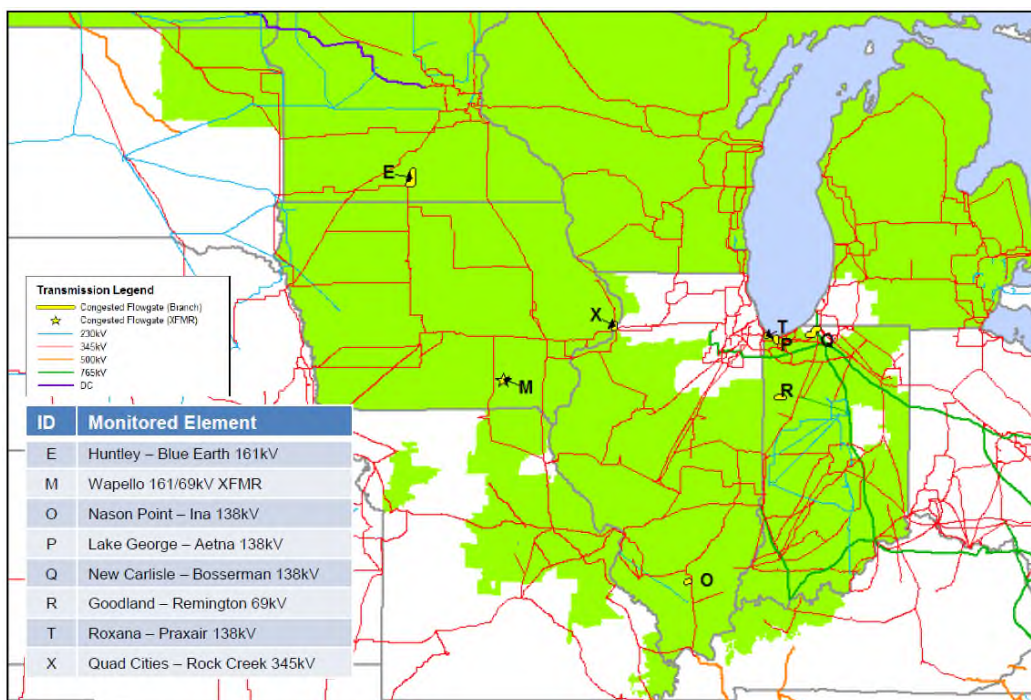 E
X
T
P
Q
R
M
O
Transmission Legend
Congested Flowgate (Branch)
Congested Flowgate (XFMR)
230kV
345kV
500kV
765kV
DC
ID Monitored Element
E Huntley – Blue Earth 161kV
M Wapello 161/69kV XFMR
O Nason Point – Ina 138kV
P Lake George – Aetna 138kV
Q New Carlisle – Bosserman 138kV
R Goodland – Remington 69kV
T Roxana – Praxair 138kV
X Quad Cities – Rock Creek 345kV